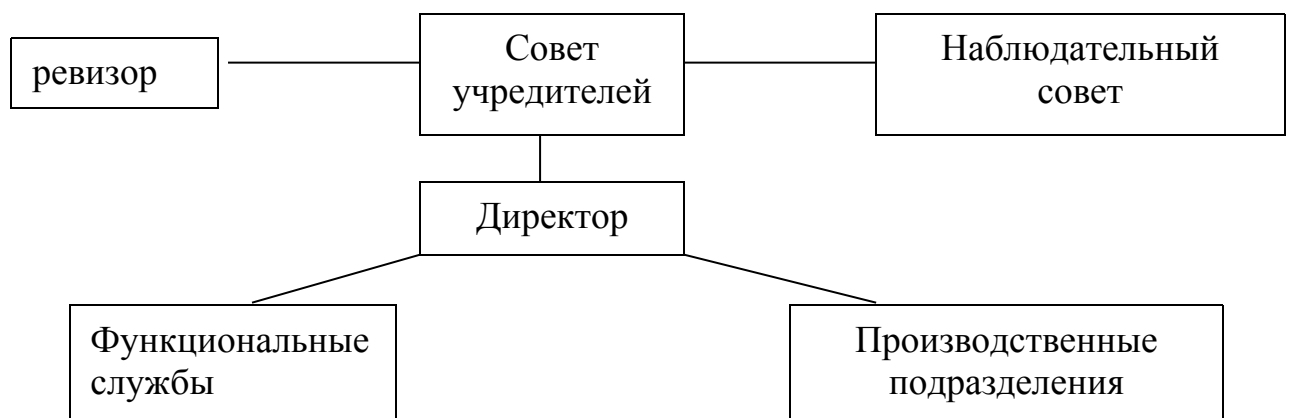 ревизор
Совет
учредителей
Наблюдательный
совет
Директор
Функциональные
службы
Производственные
подразделения